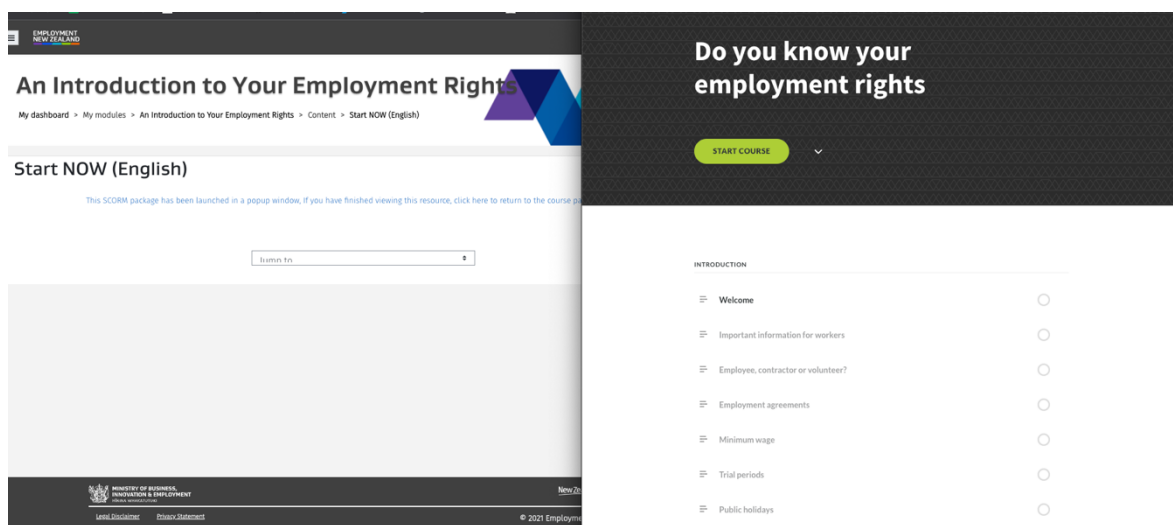 EMPLOYMENT
NEW ZEALAND
An Introduction to Your Employment Rights
My dashboard > My modules > An Introduction to Your Employment Rights > Content > Start NOW (English)
Start NOW (English)
This SCORM package has been launched in a popup window, If you have finished viewing this resource, click here to return to the course pa
Jump to
MINISTRY OF BUSINESS,
INNOVATION & EMPLOYMENT
HĪKINA WHAKATUTUKI
New Ze
Legal Disclaimer Privacy Statement
© 2021 Employme
Do you know your
employment rights
START COURSE
INTRODUCTION
Welcome
Important information for workers
Employee, contractor or volunteer?
Employment agreements
Minimum wage
Trial periods
Public holidays